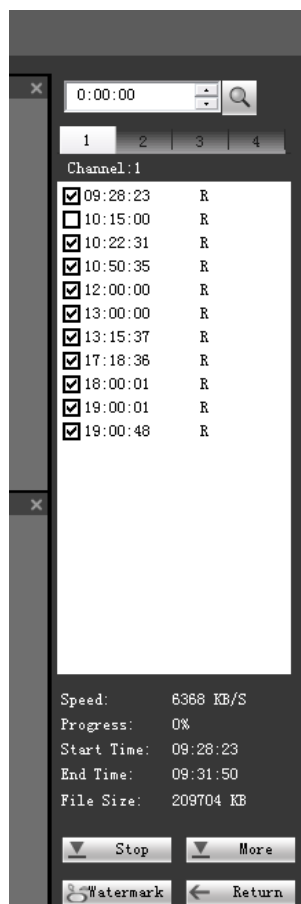 0:00:00
1 2 3 4
Channel:1
09:28:23 R
10:15:00 R
10:22:31 R
10:50:35 R
12:00:00 R
13:00:00 R
13:15:37 R
17:18:36 R
18:00:01 R
19:00:01 R
19:00:48 R
Speed: 6368 KB/S
Progress: 0%
Start Time: 09:28:23
End Time: 09:31:50
File Size: 209704 KB
Stop More
Watermark Return